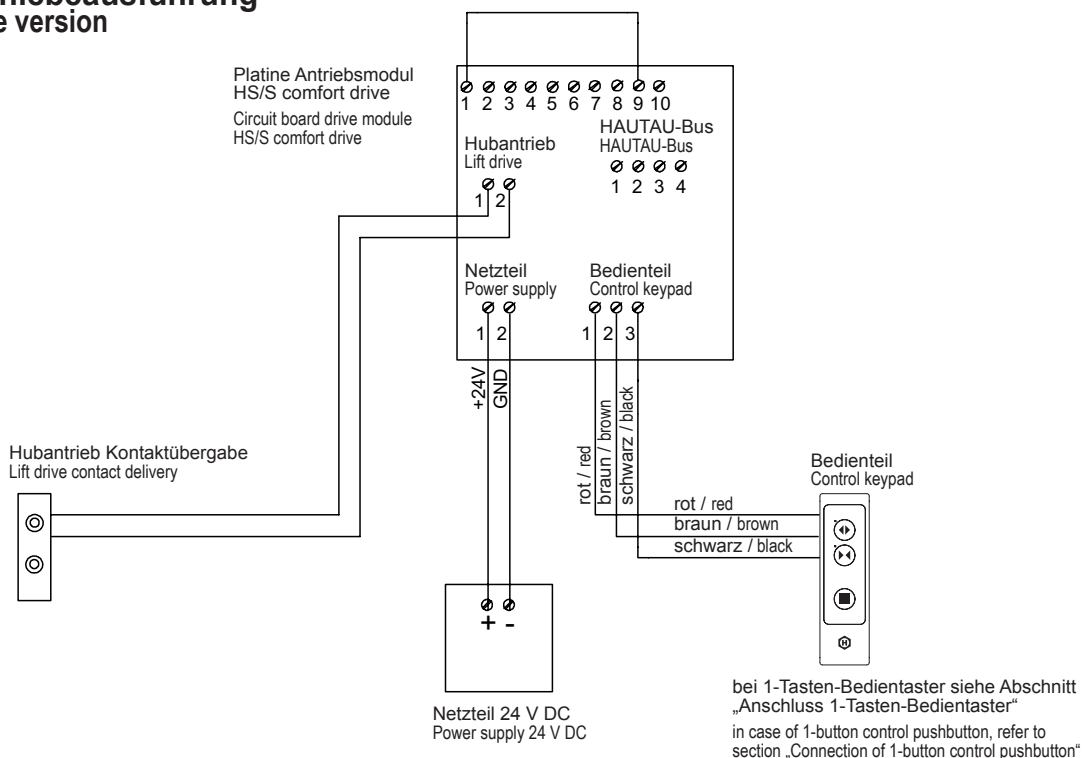 e version
Platine Antriebsmodul
HS/S comfort drive
Circuit board drive module
HS/S comfort drive
1 2 3 4 5 6 7 8 9 10
HAUTAU-Bus
HAUTAU-Bus
1 2 3 4
Hubantrieb
Lift drive
1 2
Netzteil
Power supply
1 2
Bedienteil
Control keypad
1 2 3
+24V
GND
rot / red
braun / brown
schwarz / black
Hubantrieb Kontaktübergabe
Lift drive contact delivery
Bedienteil
Control keypad
rot / red
braun / brown
schwarz / black
H
+ -
Netzteil 24 V DC
Power supply 24 V DC
bei 1-Tasten-Bedientaster siehe Abschnitt
„Anschluss 1-Tasten-Bedientaster“
in case of 1-button control pushbutton, refer to
section „Connection of 1-button control pushbutton“